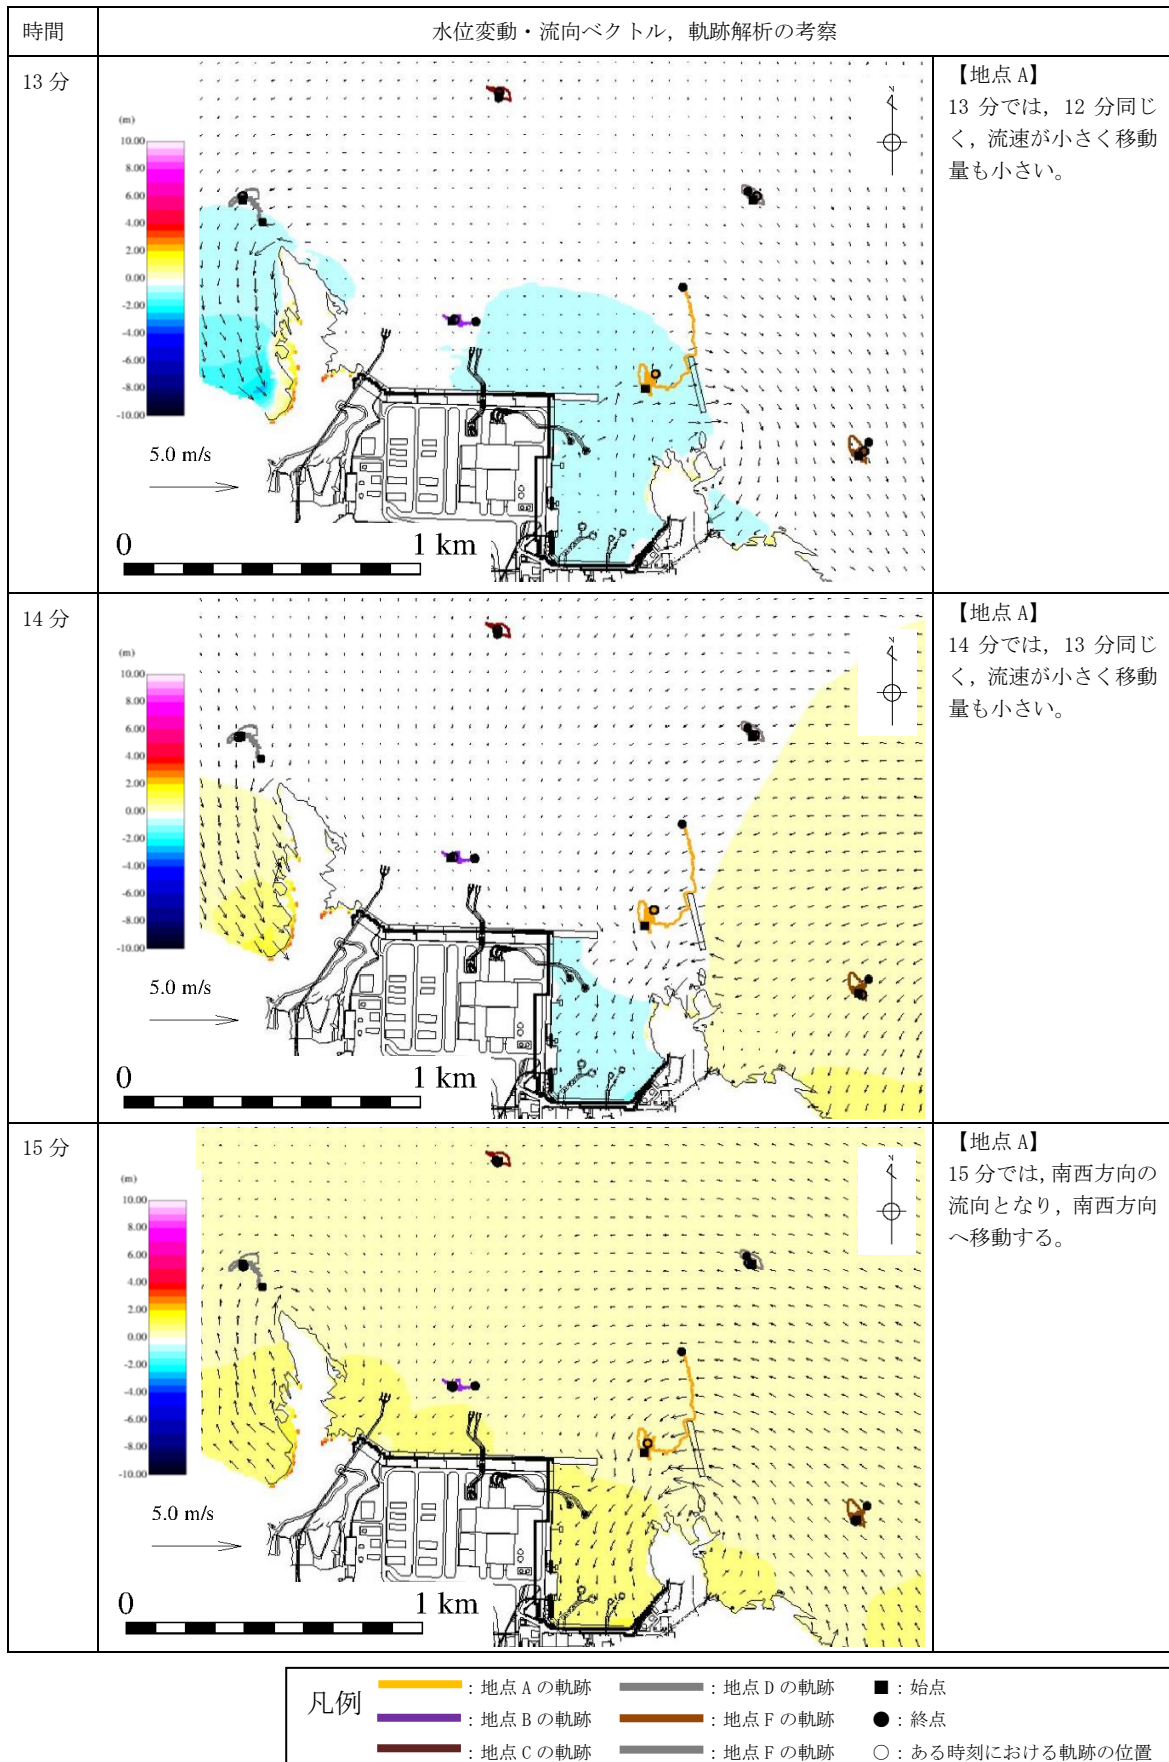 時間
水位変動・流向ベクトル，軌跡解析の考察
13 分
(m)
10.00
8.00
6.00
4.00
2.00
0.00
-2.00
-4.00
-6.00
-8.00
-10.00
5.0 m/s
0
1 km
N
【地点 A】
13 分では，12 分同じ
く，流速が小さく移動
量も小さい。
14 分
(m)
10.00
8.00
6.00
4.00
2.00
0.00
-2.00
-4.00
-6.00
-8.00
-10.00
5.0 m/s
0
1 km
N
【地点 A】
14 分では，13 分同じ
く，流速が小さく移動
量も小さい。
15 分
(m)
10.00
8.00
6.00
4.00
2.00
0.00
-2.00
-4.00
-6.00
-8.00
-10.00
5.0 m/s
0
1 km
N
【地点 A】
15 分では，南西方向の
流向となり，南西方向
へ移動する。
凡例
：地点 A の軌跡
：地点 D の軌跡
■：始点
：地点 B の軌跡
：地点 F の軌跡
●：終点
：地点 C の軌跡
：地点 F の軌跡
○：ある時刻における軌跡の位置